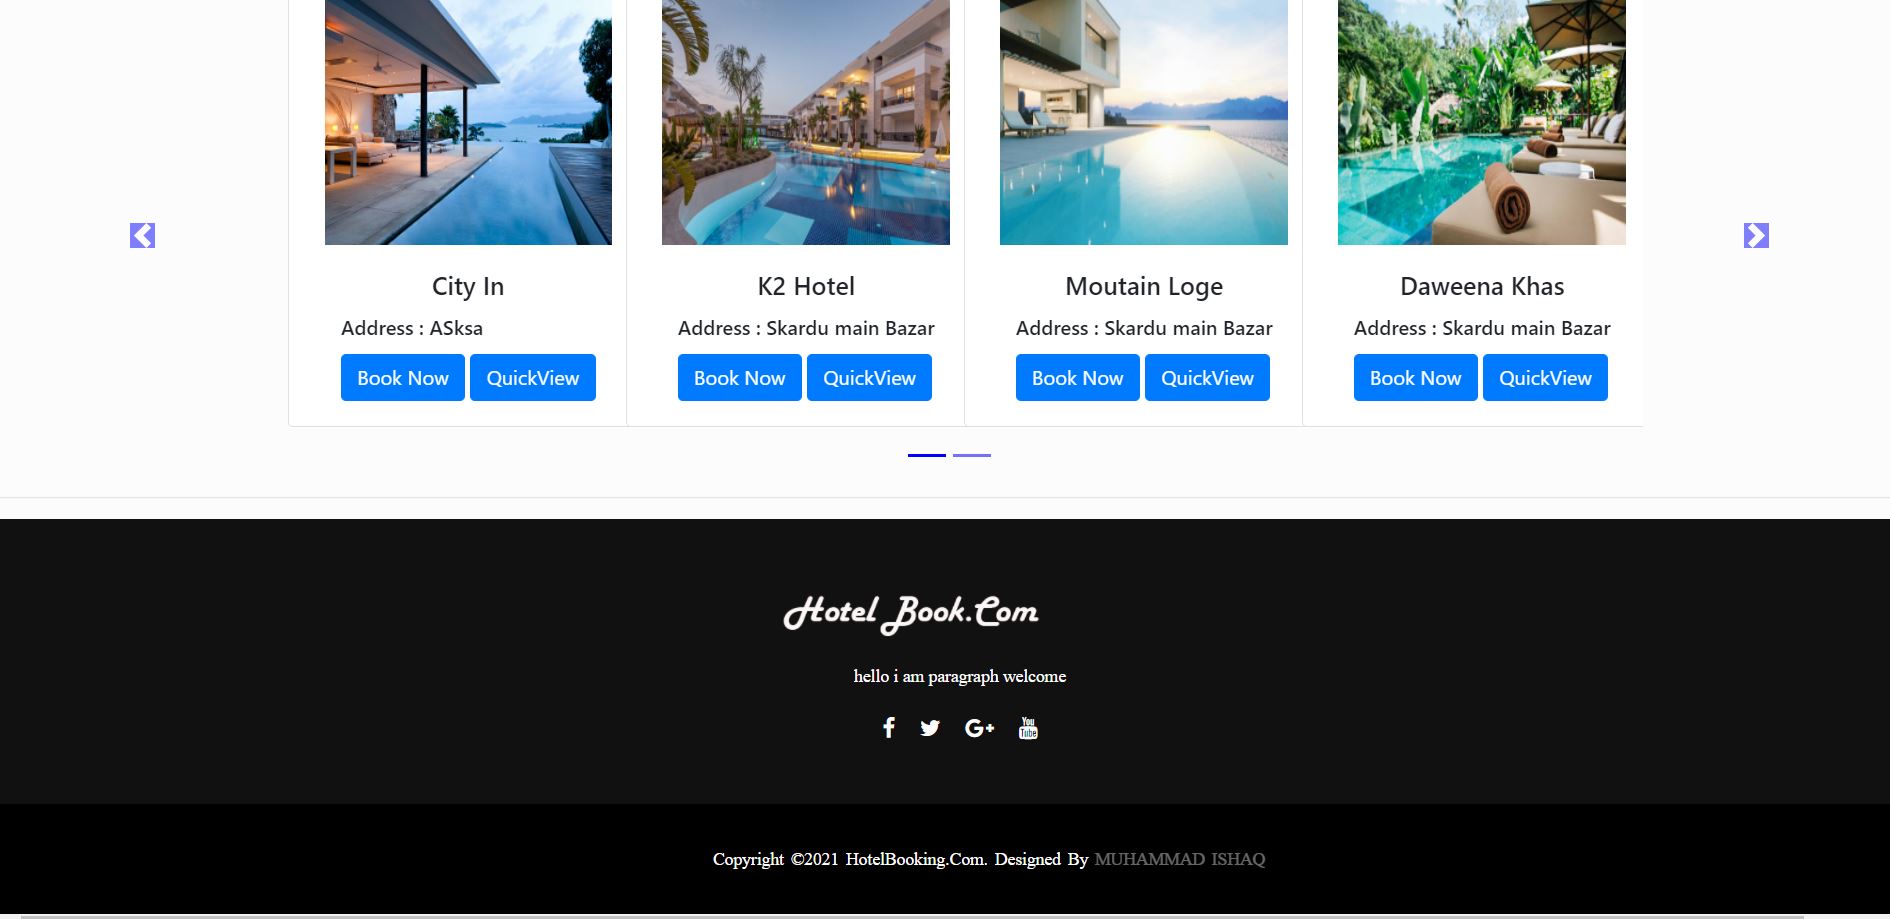 City In
Address : ASksa
Book Now QuickView
K2 Hotel
Address : Skardu main Bazar
Book Now QuickView
Moutain Loge
Address : Skardu main Bazar
Book Now QuickView
Daweena Khas
Address : Skardu main Bazar
Book Now QuickView
Hotel Book.Com
hello i am paragraph welcome
You Tube
Copyright ©2021 HotelBooking.Com. Designed By MUHAMMAD ISHAQ